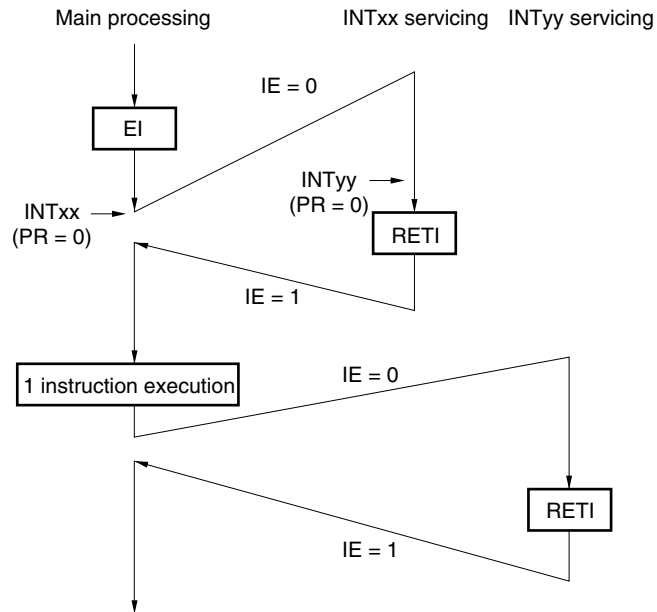 Main processing
INTxx servicing
INTyy servicing
IE = 0
EI
INTyy
(PR = 0)
INTxx
(PR = 0)
RETI
IE = 1
1 instruction execution
IE = 0
RETI
IE = 1